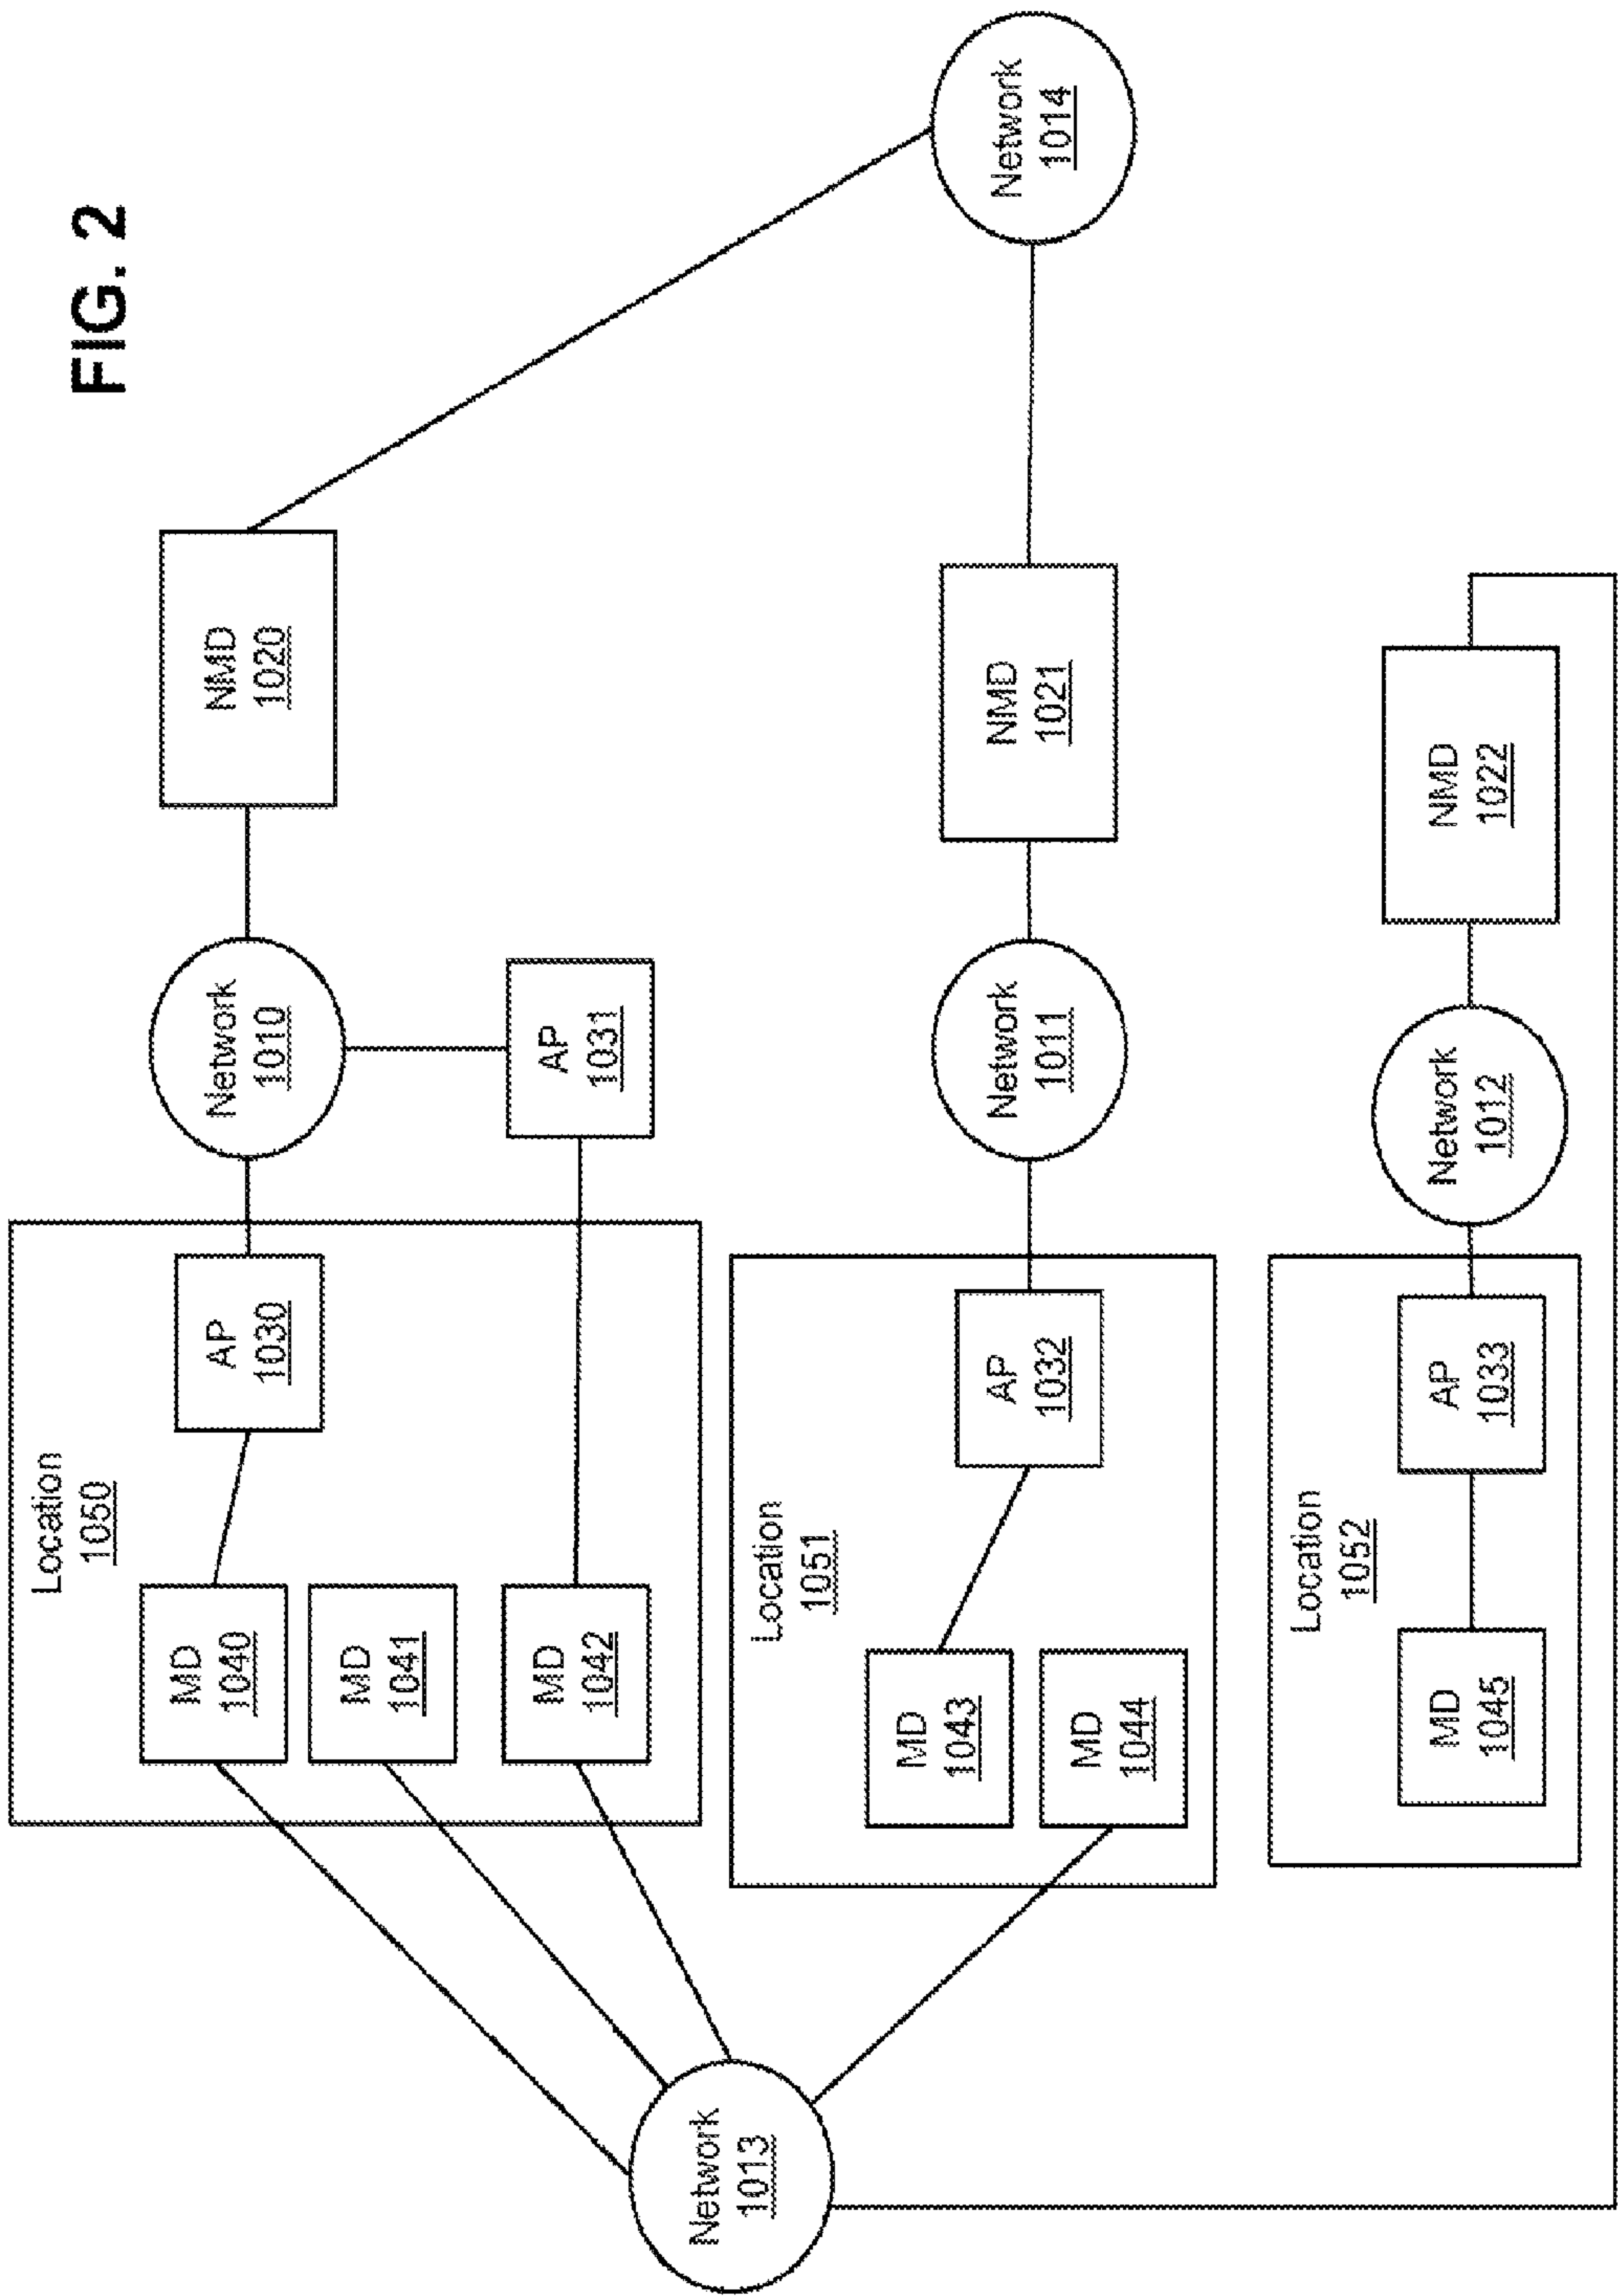 FIG. 2
Location
1050
MD
1040
AP
1030
Network
1010
NMD
1020
MD
1041
MD
1042
AP
1031
Network
1013
Location
1051
MD
1043
AP
1032
Network
1011
NMD
1021
Network
1014
MD
1044
Location
1052
MD
1045
AP
1033
Network
1012
NMD
1022